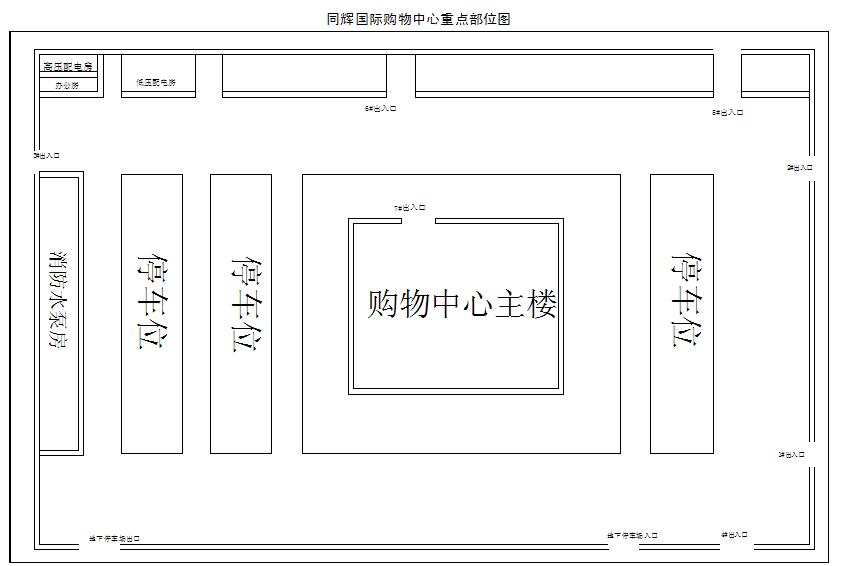 同辉国际购物中心重点部位图
高压配电房
办公房
低压配电房
6#出入口
5#出入口
3#出入口
2#出入口
7#出入口
消防水泵房
停车位
停车位
购物中心主楼
停车位
1#出入口
地下停车场出口
地下停车场入口
4#出入口